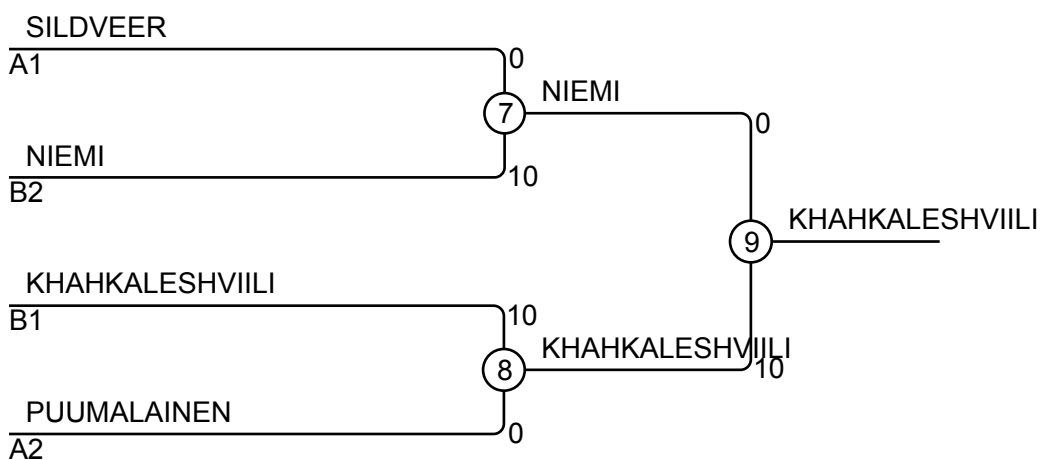 SILDVEER
A1
0
7
NIEMI
0
NIEMI
B2
10
9
KHAHKALESHVIILI
KHAHKALESHVIILI
B1
10
8
KHAHKALESHVIILI
10
PUUMALAINEN
A2
0